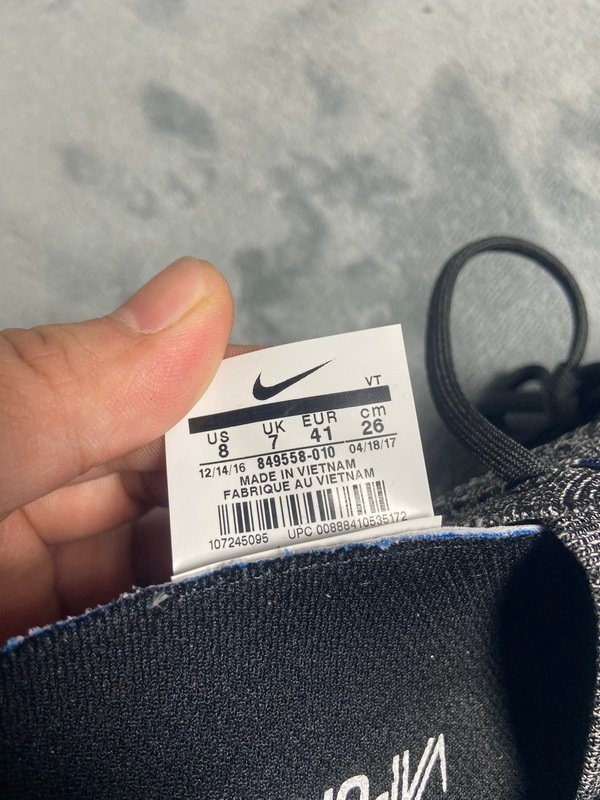 VT
US UK EUR cm
8 7 41 26
12/14/16 849558-010 04/18/17
MADE IN VIETNAM
FABRIQUE AU VIETNAM
107245095 UPC 00888410535172